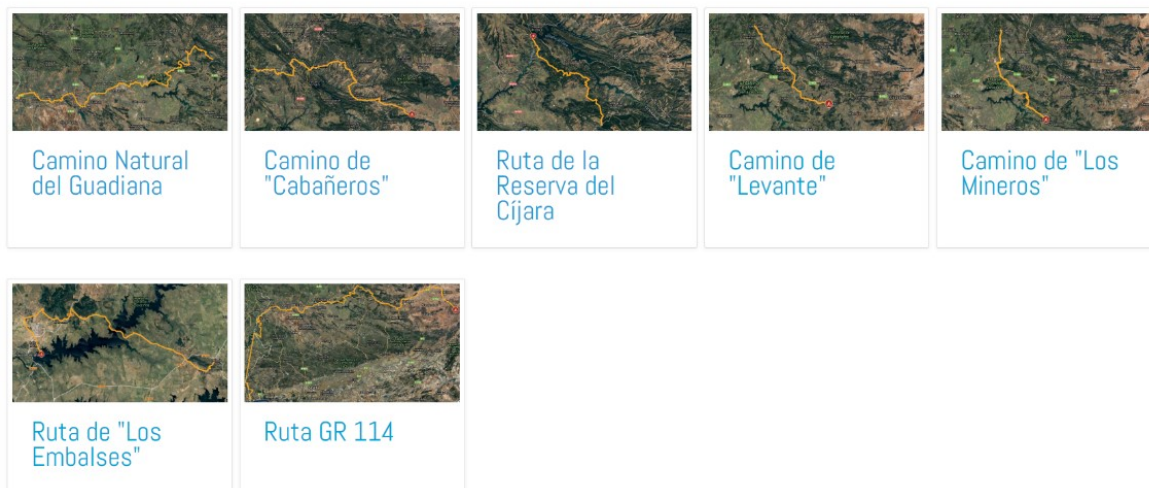 Camino Natural
del Guadiana
Camino de
"Cabañeros"
Ruta de la
Reserva del
Cíjara
Camino de
"Levante"
Camino de "Los
Mineros"
Ruta de "Los
Embalses"
Ruta GR 114